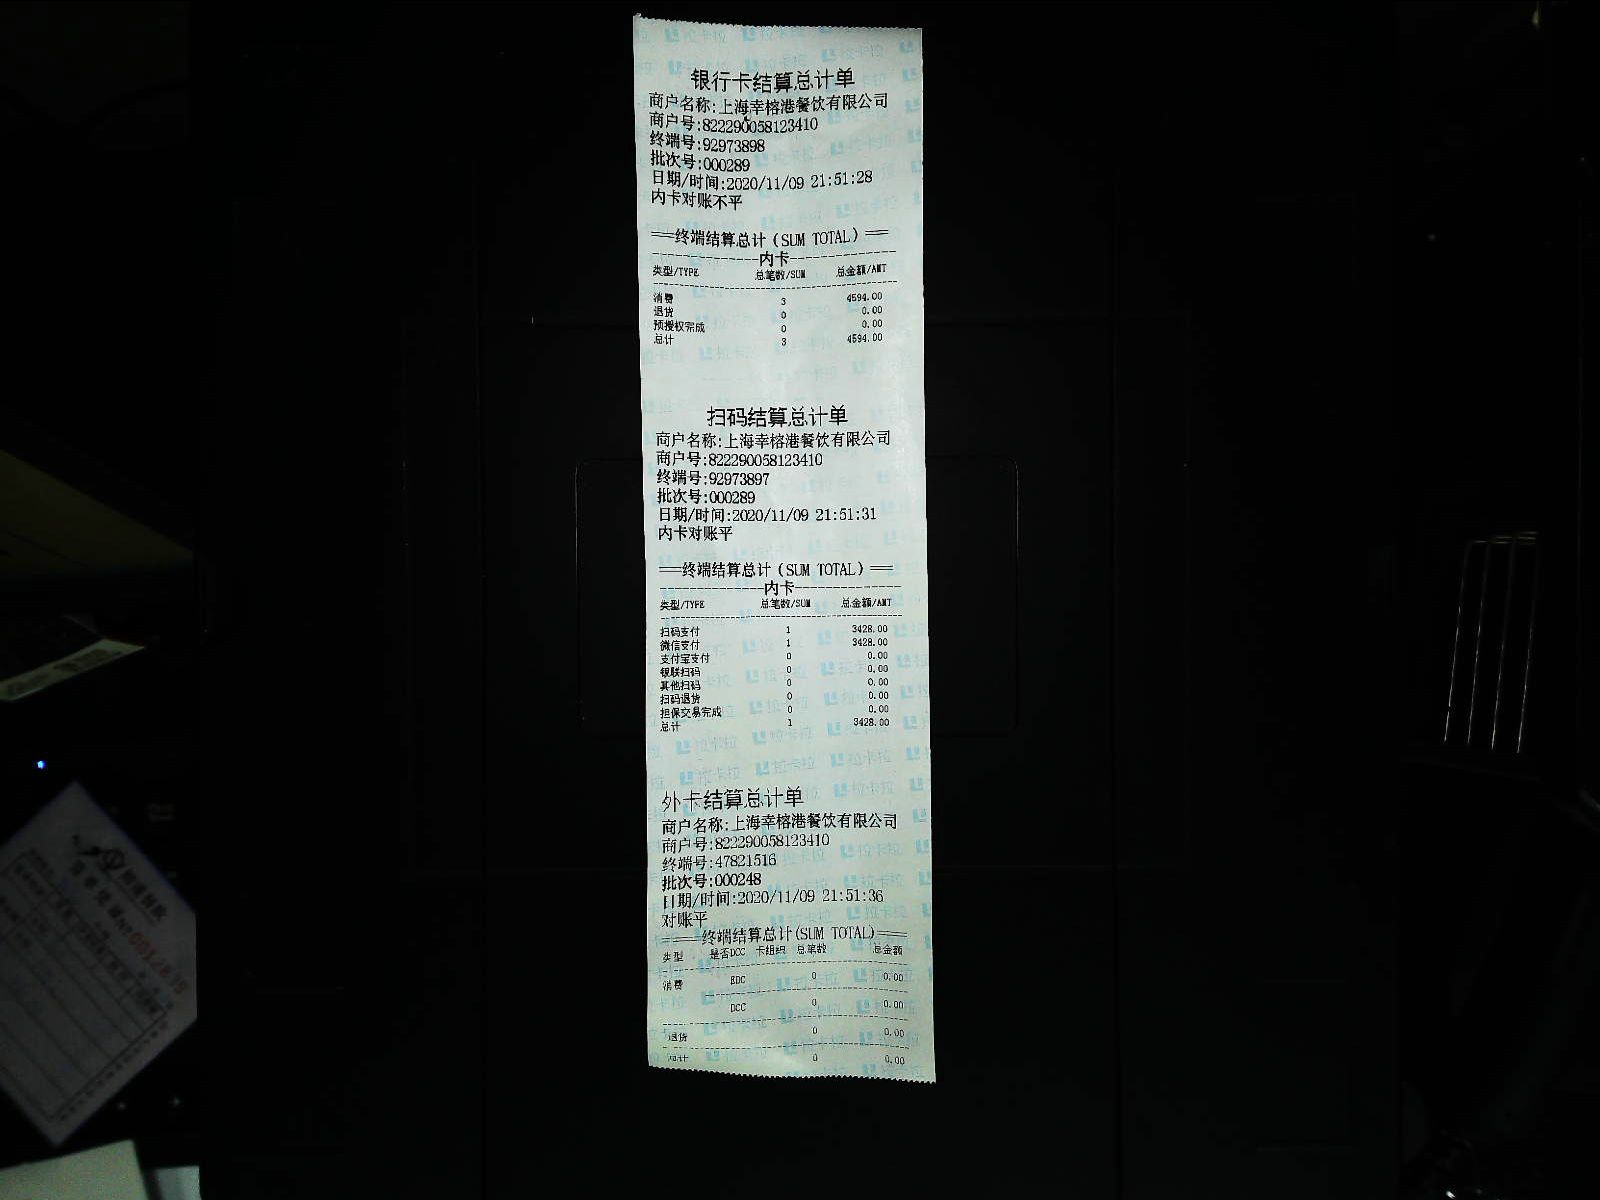 银行卡结算总计单
商户名称:上海幸榕港餐饮有限公司
商户号:822290058123410
终端号:92973898
批次号:000289
日期/时间:2020/11/09 21:51:28
内卡对账不平
===终端结算总计(SUM TOTAL)===
内卡
类型/TYPE 总笔数/SUM 总金额/AMT
消费 3 4594.00
退货 0 0.00
预授权完成 0 0.00
总计 3 4594.00
扫码结算总计单
商户名称:上海幸榕港餐饮有限公司
商户号:822290058123410
终端号:92973897
批次号:000289
日期/时间:2020/11/09 21:51:31
内卡对账平
===终端结算总计(SUM TOTAL)===
内卡
类型/TYPE 总笔数/SUM 总金额/AMT
扫码支付 1 3428.00
微信支付 1 3428.00
支付宝支付 0 0.00
银联扫码 0 0.00
其他扫码 0 0.00
扫码退货 0 0.00
担保交易完成 0 0.00
总计 1 3428.00
外卡结算总计单
商户名称:上海幸榕港餐饮有限公司
商户号:822290058123410
终端号:47821516
批次号:000248
日期/时间:2020/11/09 21:51:36
对账平
=====终端结算总计(SUM TOTAL)=====
类型 是否DCC 卡组织 总笔数 总金额
消费 EDC 0 0.00
DCC 0 0.00
退货 0 0.00
总计 0 0.00